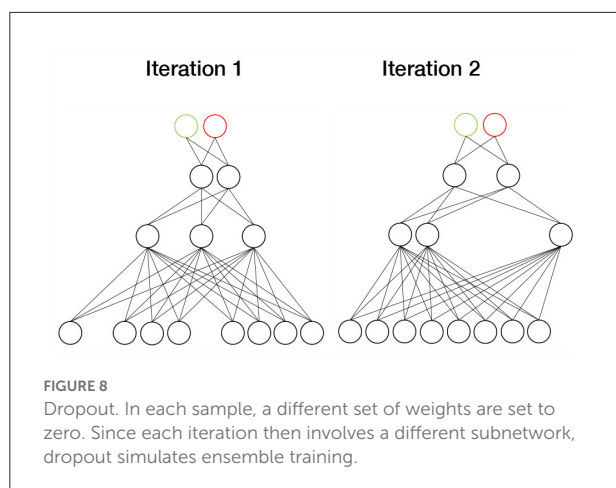 Iteration 1
Iteration 2
FIGURE 8
Dropout. In each sample, a different set of weights are set to
zero. Since each iteration then involves a different subnetwork,
dropout simulates ensemble training.